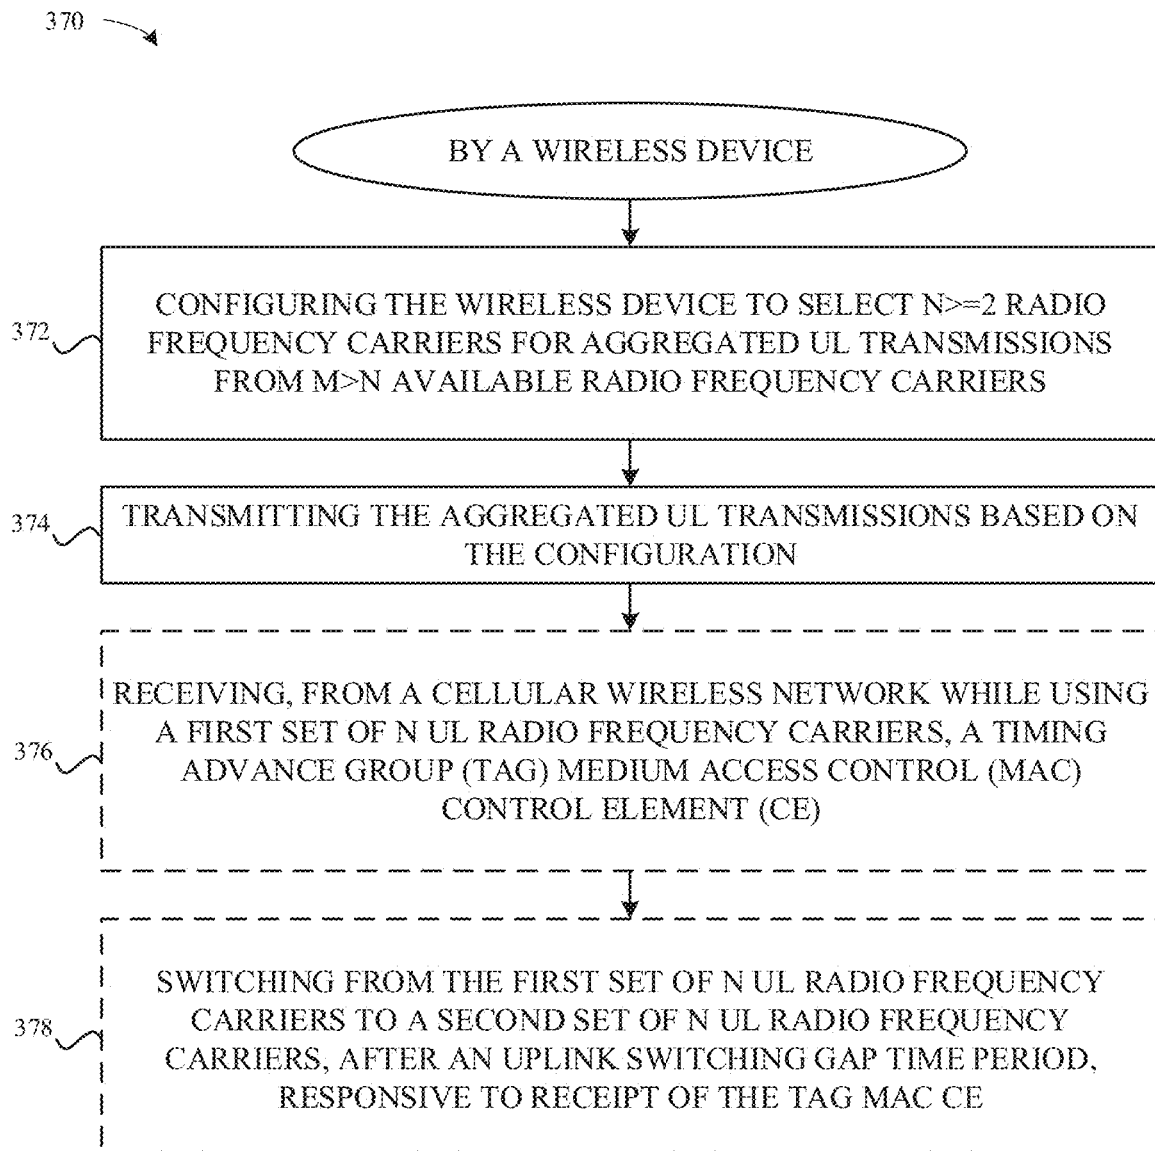 370
BY A WIRELESS DEVICE
372
CONFIGURING THE WIRELESS DEVICE TO SELECT N>=2 RADIO
FREQUENCY CARRIERS FOR AGGREGATED UL TRANSMISSIONS
FROM M>N AVAILABLE RADIO FREQUENCY CARRIERS
374
TRANSMITTING THE AGGREGATED UL TRANSMISSIONS BASED ON
THE CONFIGURATION
376
RECEIVING, FROM A CELLULAR WIRELESS NETWORK WHILE USING
A FIRST SET OF N UL RADIO FREQUENCY CARRIERS, A TIMING
ADVANCE GROUP (TAG) MEDIUM ACCESS CONTROL (MAC)
CONTROL ELEMENT (CE)
378
SWITCHING FROM THE FIRST SET OF N UL RADIO FREQUENCY
CARRIERS TO A SECOND SET OF N UL RADIO FREQUENCY
CARRIERS, AFTER AN UPLINK SWITCHING GAP TIME PERIOD,
RESPONSIVE TO RECEIPT OF THE TAG MAC CE